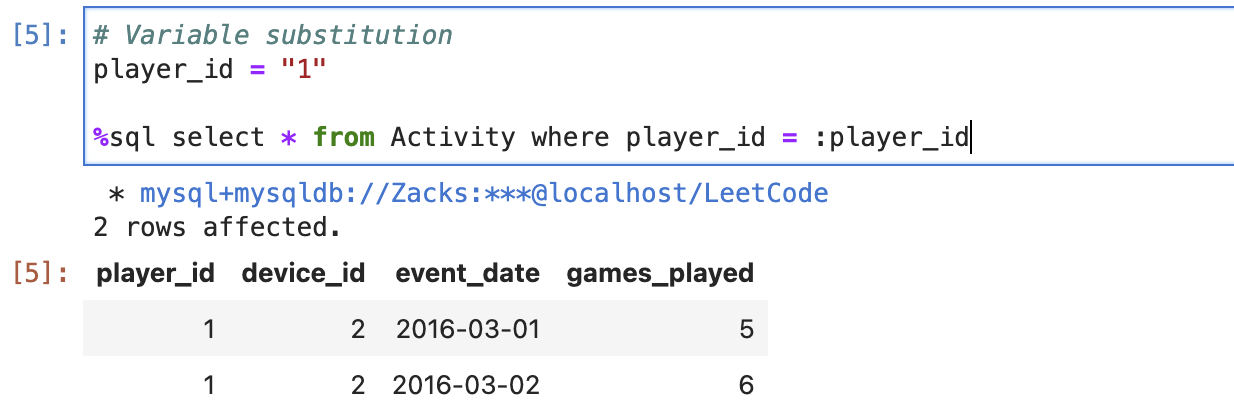 [5]: # Variable substitution
player_id = "1"
%sql select * from Activity where player_id = :player_id
* mysql+mysqldb://Zacks:***@localhost/LeetCode
2 rows affected.
[5]: player_id device_id event_date games_played
1 2 2016-03-01 5
1 2 2016-03-02 6